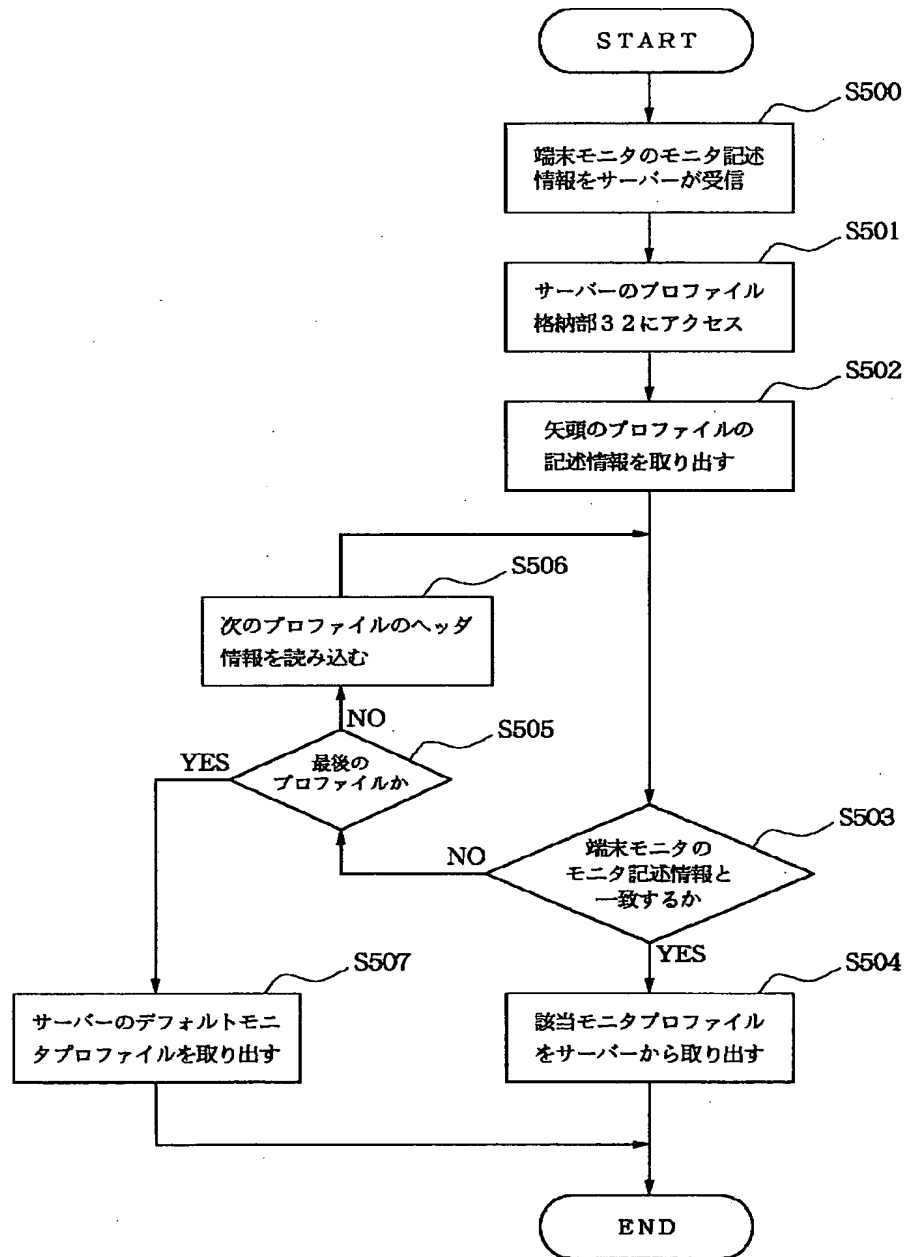 START
S500
端末モニタのモニタ記述
情報をサーバーが受信
S501
サーバーのプロファイル
格納部32にアクセス
S502
矢頭のプロファイルの
記述情報を取り出す
S506
次のプロファイルのヘッダ
情報を読み込む
NO
S505
YES
最後の
プロファイルか
S503
NO
端末モニタの
モニタ記述情報と
一致するか
YES
S507
サーバーのデフォルトモニ
タプロファイルを取り出す
S504
該当モニタプロファイル
をサーバーから取り出す
END